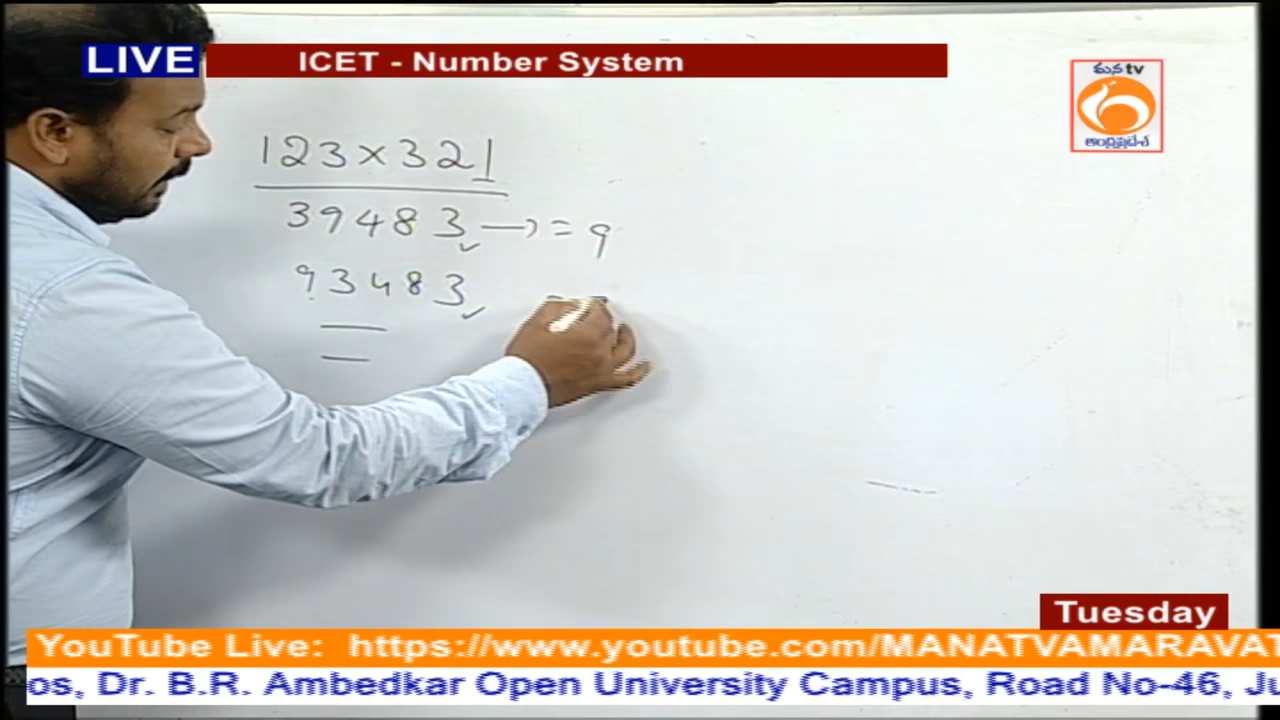 LIVE ICET - Number System
మన tv
ఆంధ్రప్రదేశ్
123 × 321
39483 → = 9
93483
Tuesday
YouTube Live: https://www.youtube.com/MANATVAMARAVAT
os, Dr. B.R. Ambedkar Open University Campus, Road No-46, Ju